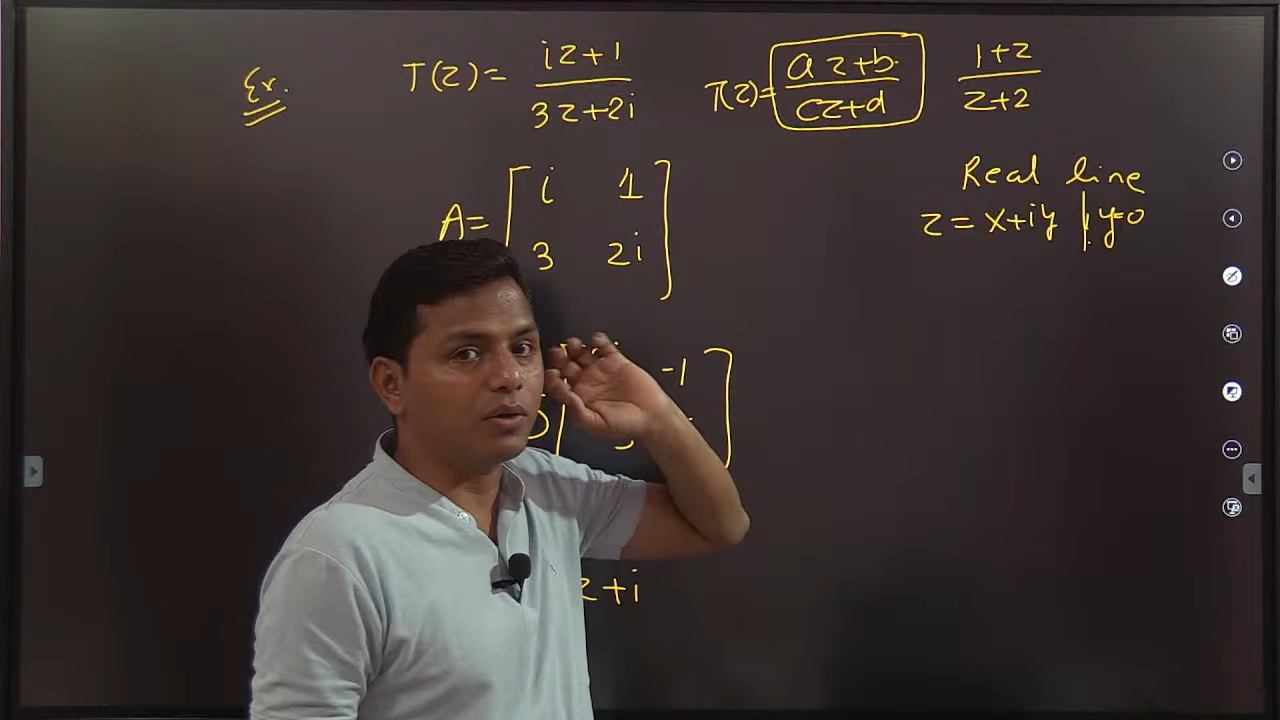 Ex.
T(z) = iz+1 / 3z+2i
T(z) = az+b / cz+d
1+z / z+2
Real line
z = x+iy | y=0
A = [ i 1
3 2i ]
-1 ]
z+i